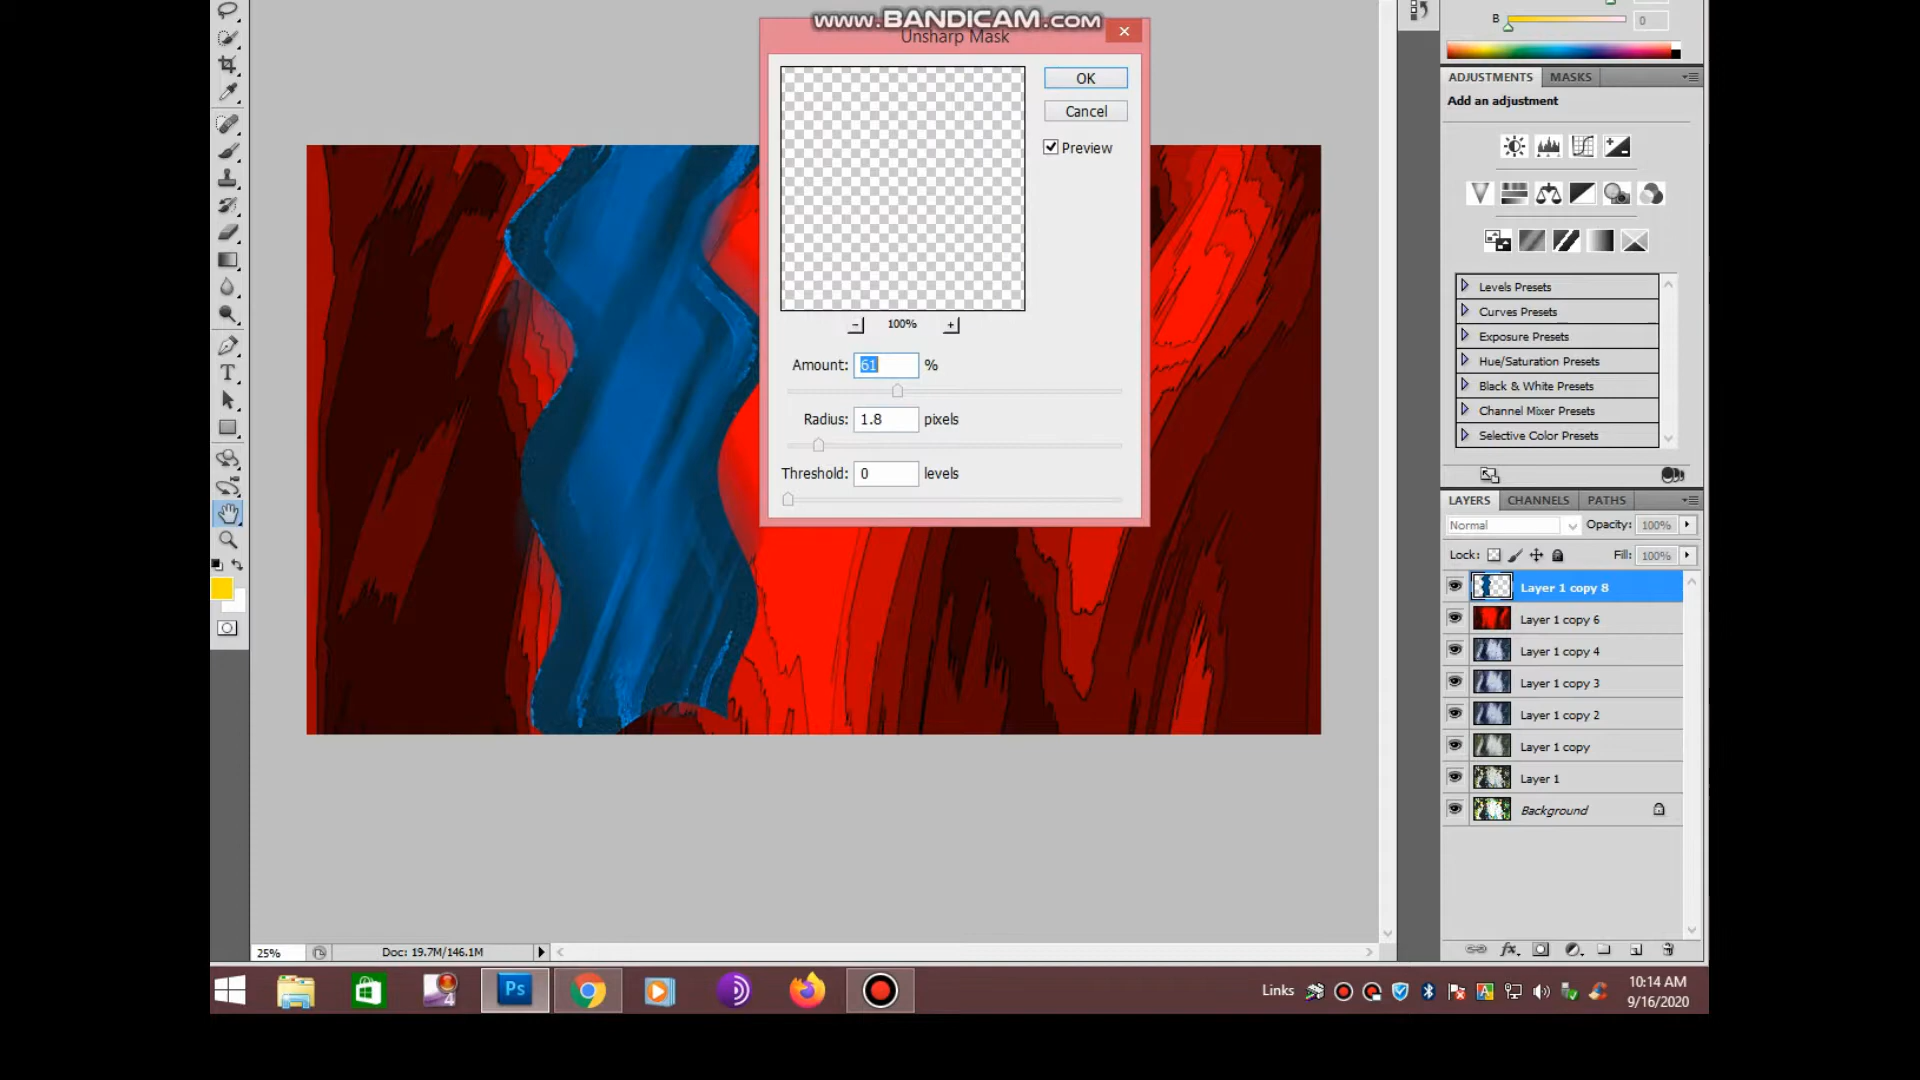 www.BANDICAM.com
Unsharp Mask
OK
Cancel
Preview
100%
Amount: 61 %
Radius: 1.8 pixels
Threshold: 0 levels
B 0
ADJUSTMENTS MASKS
Add an adjustment
Levels Presets
Curves Presets
Exposure Presets
Hue/Saturation Presets
Black & White Presets
Channel Mixer Presets
Selective Color Presets
LAYERS CHANNELS PATHS
Normal Opacity: 100%
Lock: Fill: 100%
Layer 1 copy 8
Layer 1 copy 6
Layer 1 copy 4
Layer 1 copy 3
Layer 1 copy 2
Layer 1 copy
Layer 1
Background
fx
25% Doc: 19.7M/146.1M
4 Ps
Links
A
10:14 AM
9/16/2020